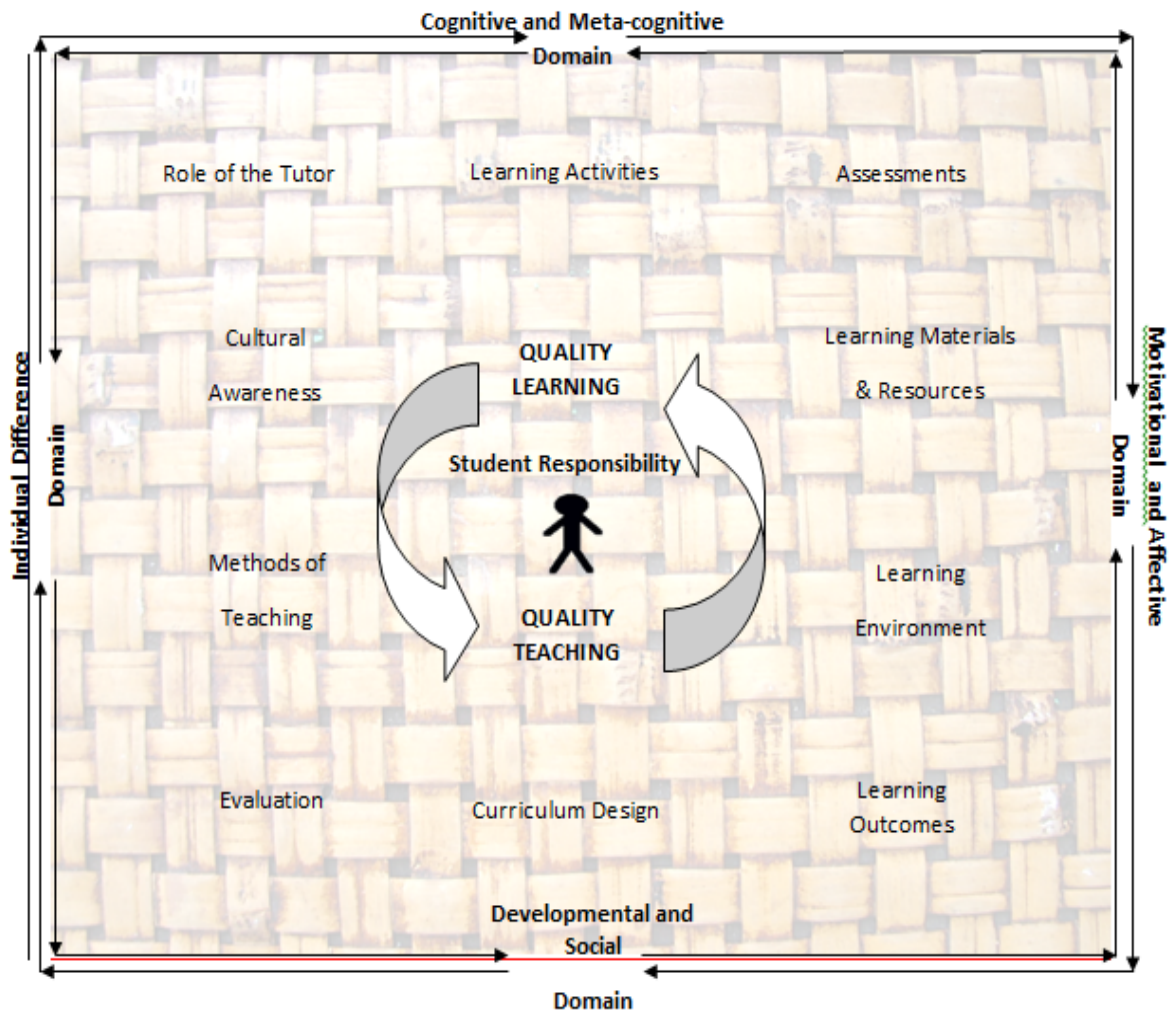 Cognitive and Meta-cognitive
Domain
Role of the Tutor
Learning Activities
Assessments
Cultural
Awareness
QUALITY
LEARNING
Learning Materials
& Resources
Individual Difference
Domain
Student Responsibility
Domain
Motivational and Affective
Methods of
Teaching
QUALITY
TEACHING
Learning
Environment
Evaluation
Curriculum Design
Learning
Outcomes
Developmental and
Social
Domain